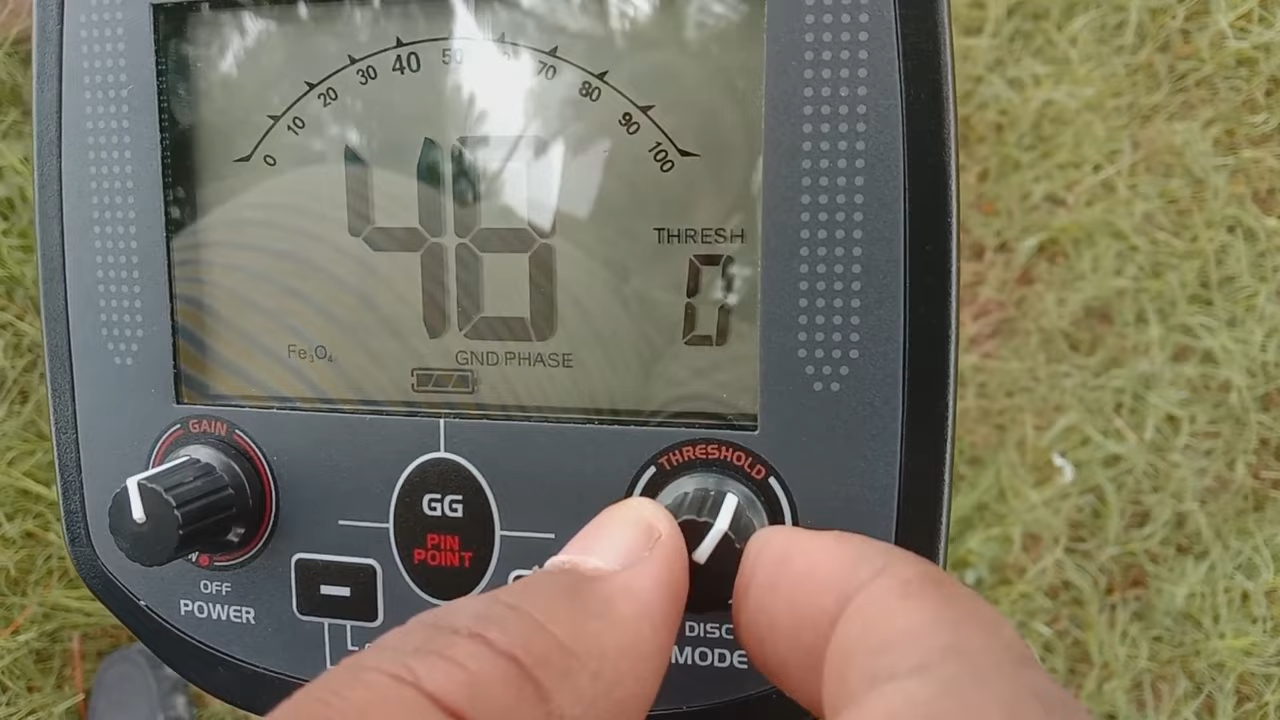 0 10 20 30 40 50 70 80 90 100
46
THRESH
0
Fe₃O₄
GND PHASE
GAIN
THRESHOLD
GG
PIN
POINT
-
OFF
POWER
DISC
MODE